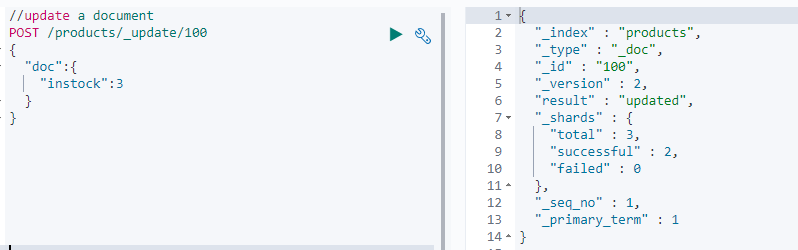 //update a document
POST /products/_update/100
{
"doc":{
"instock":3
}
}
1 {
2 "_index" : "products",
3 "_type" : "_doc",
4 "_id" : "100",
5 "_version" : 2,
6 "result" : "updated",
7 "_shards" : {
8 "total" : 3,
9 "successful" : 2,
10 "failed" : 0
11 },
12 "_seq_no" : 1,
13 "_primary_term" : 1
14 }